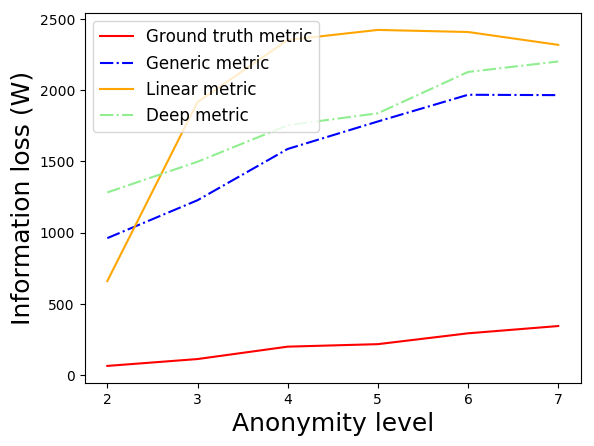 2500
2000
1500
1000
500
0
Information loss (W)
Ground truth metric
Generic metric
Linear metric
Deep metric
2 3 4 5 6 7
Anonymity level